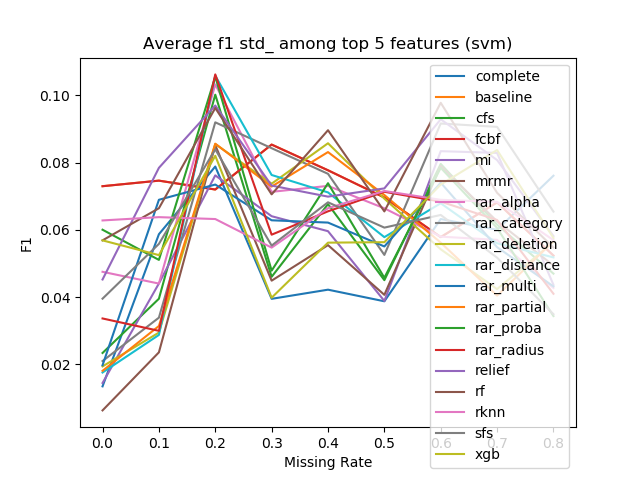 Average f1 std_ among top 5 features (svm)
0.10
0.08
0.06
0.04
0.02
F1
0.0 0.1 0.2 0.3 0.4 0.5 0.6 0.7 0.8
Missing Rate
complete
baseline
cfs
fcbf
mi
mrmr
rar_alpha
rar_category
rar_deletion
rar_distance
rar_multi
rar_partial
rar_proba
rar_radius
relief
rf
rknn
sfs
xgb